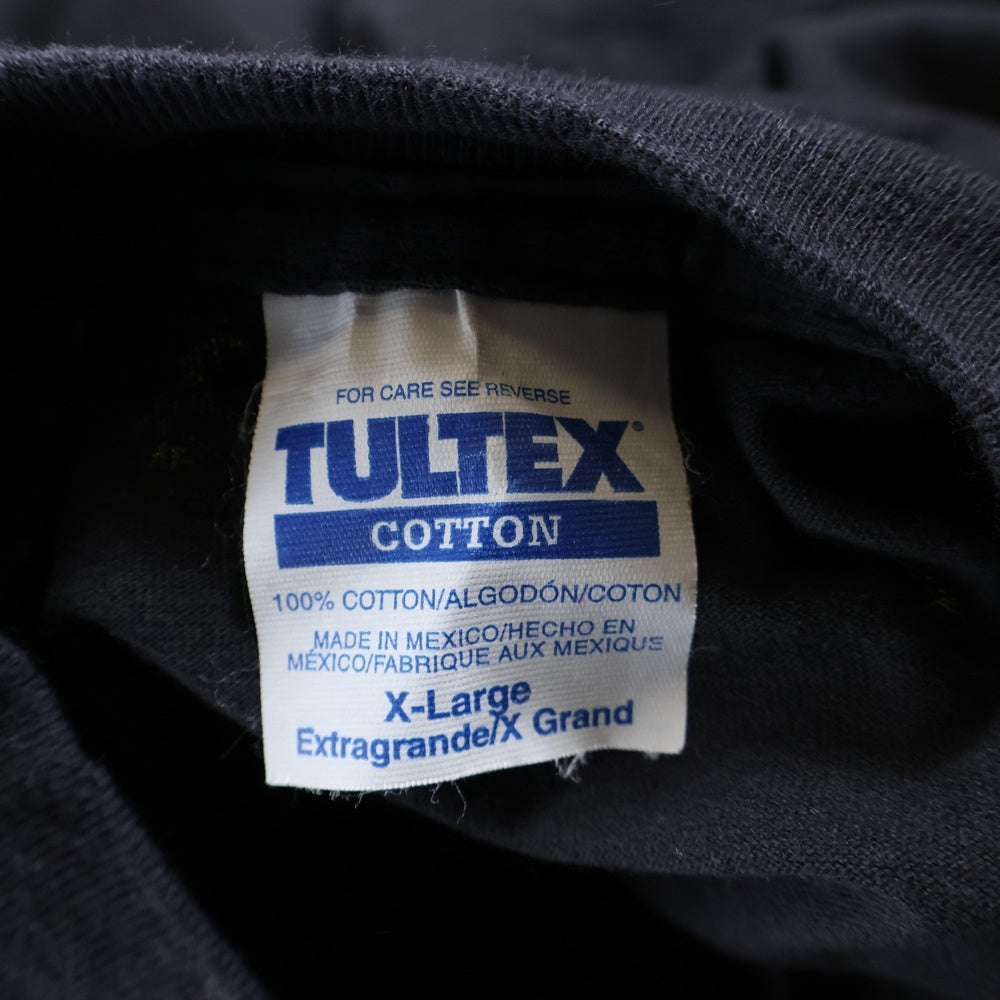 FOR CARE SEE REVERSE
TULTEX®
COTTON
100% COTTON/ALGODÓN/COTON
MADE IN MEXICO/HECHO EN
MÉXICO/FABRIQUE AUX MEXIQUE
X-Large
Extragrande/X Grand